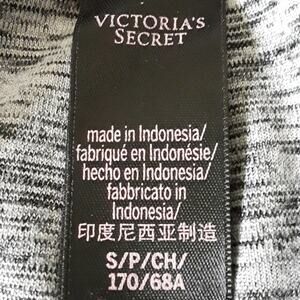 VICTORIA'S
SECRET
made in Indonesia/
fabriqué en Indonésie/
hecho en Indonesia/
fabbricato in
Indonesia/
印度尼西亚制造
S/P/CH/
170/68A